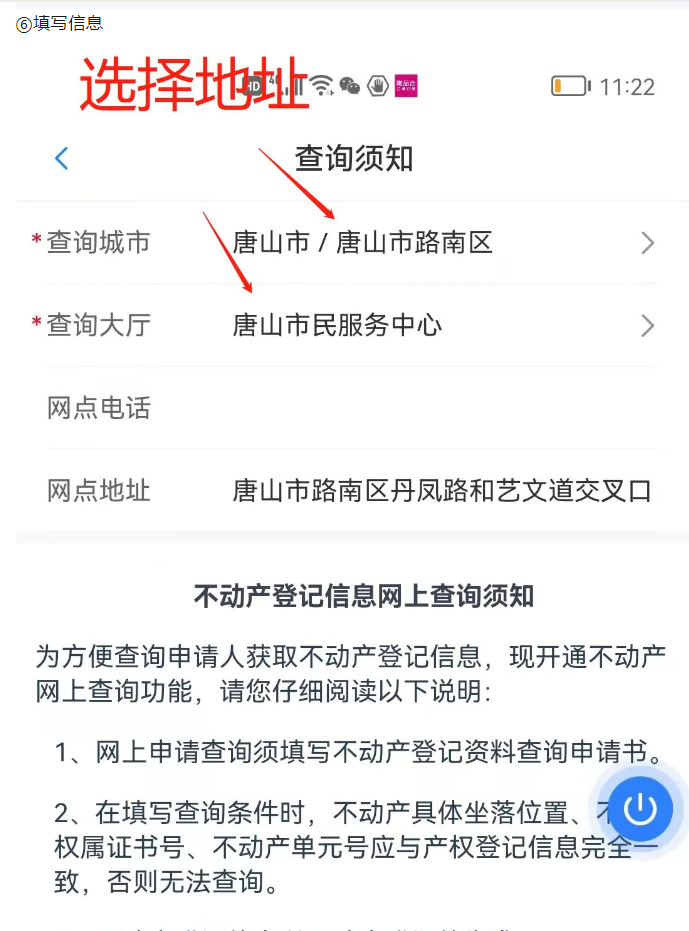 ⑥填写信息
选择地址
11:22
查询须知
*查询城市 唐山市 / 唐山市路南区
*查询大厅 唐山市民服务中心
网点电话
网点地址 唐山市路南区丹凤路和艺文道交叉口
不动产登记信息网上查询须知
为方便查询申请人获取不动产登记信息，现开通不动产
网上查询功能，请您仔细阅读以下说明：
1、网上申请查询须填写不动产登记资料查询申请书。
2、在填写查询条件时，不动产具体坐落位置、不
权属证书号、不动产单元号应与产权登记信息完全一
致，否则无法查询。